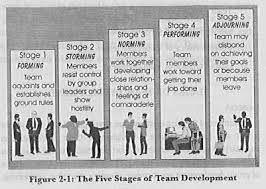 Stage 1
FORMING
Team
aquaints and
establishes
ground rules
Stage 2
STORMING
Members
resist control
by group
leaders and
show
hostility
Stage 3
NORMING
Members
work together
developing
close relation-
ships and
feelings of
camaraderie
Stage 4
PERFORMING
Team
members
work toward
getting their
job done
Stage 5
ADJOURNING
Team may
disband on
achieving
their goals
or because
members
leave
Figure 2-1: The Five Stages of Team Development